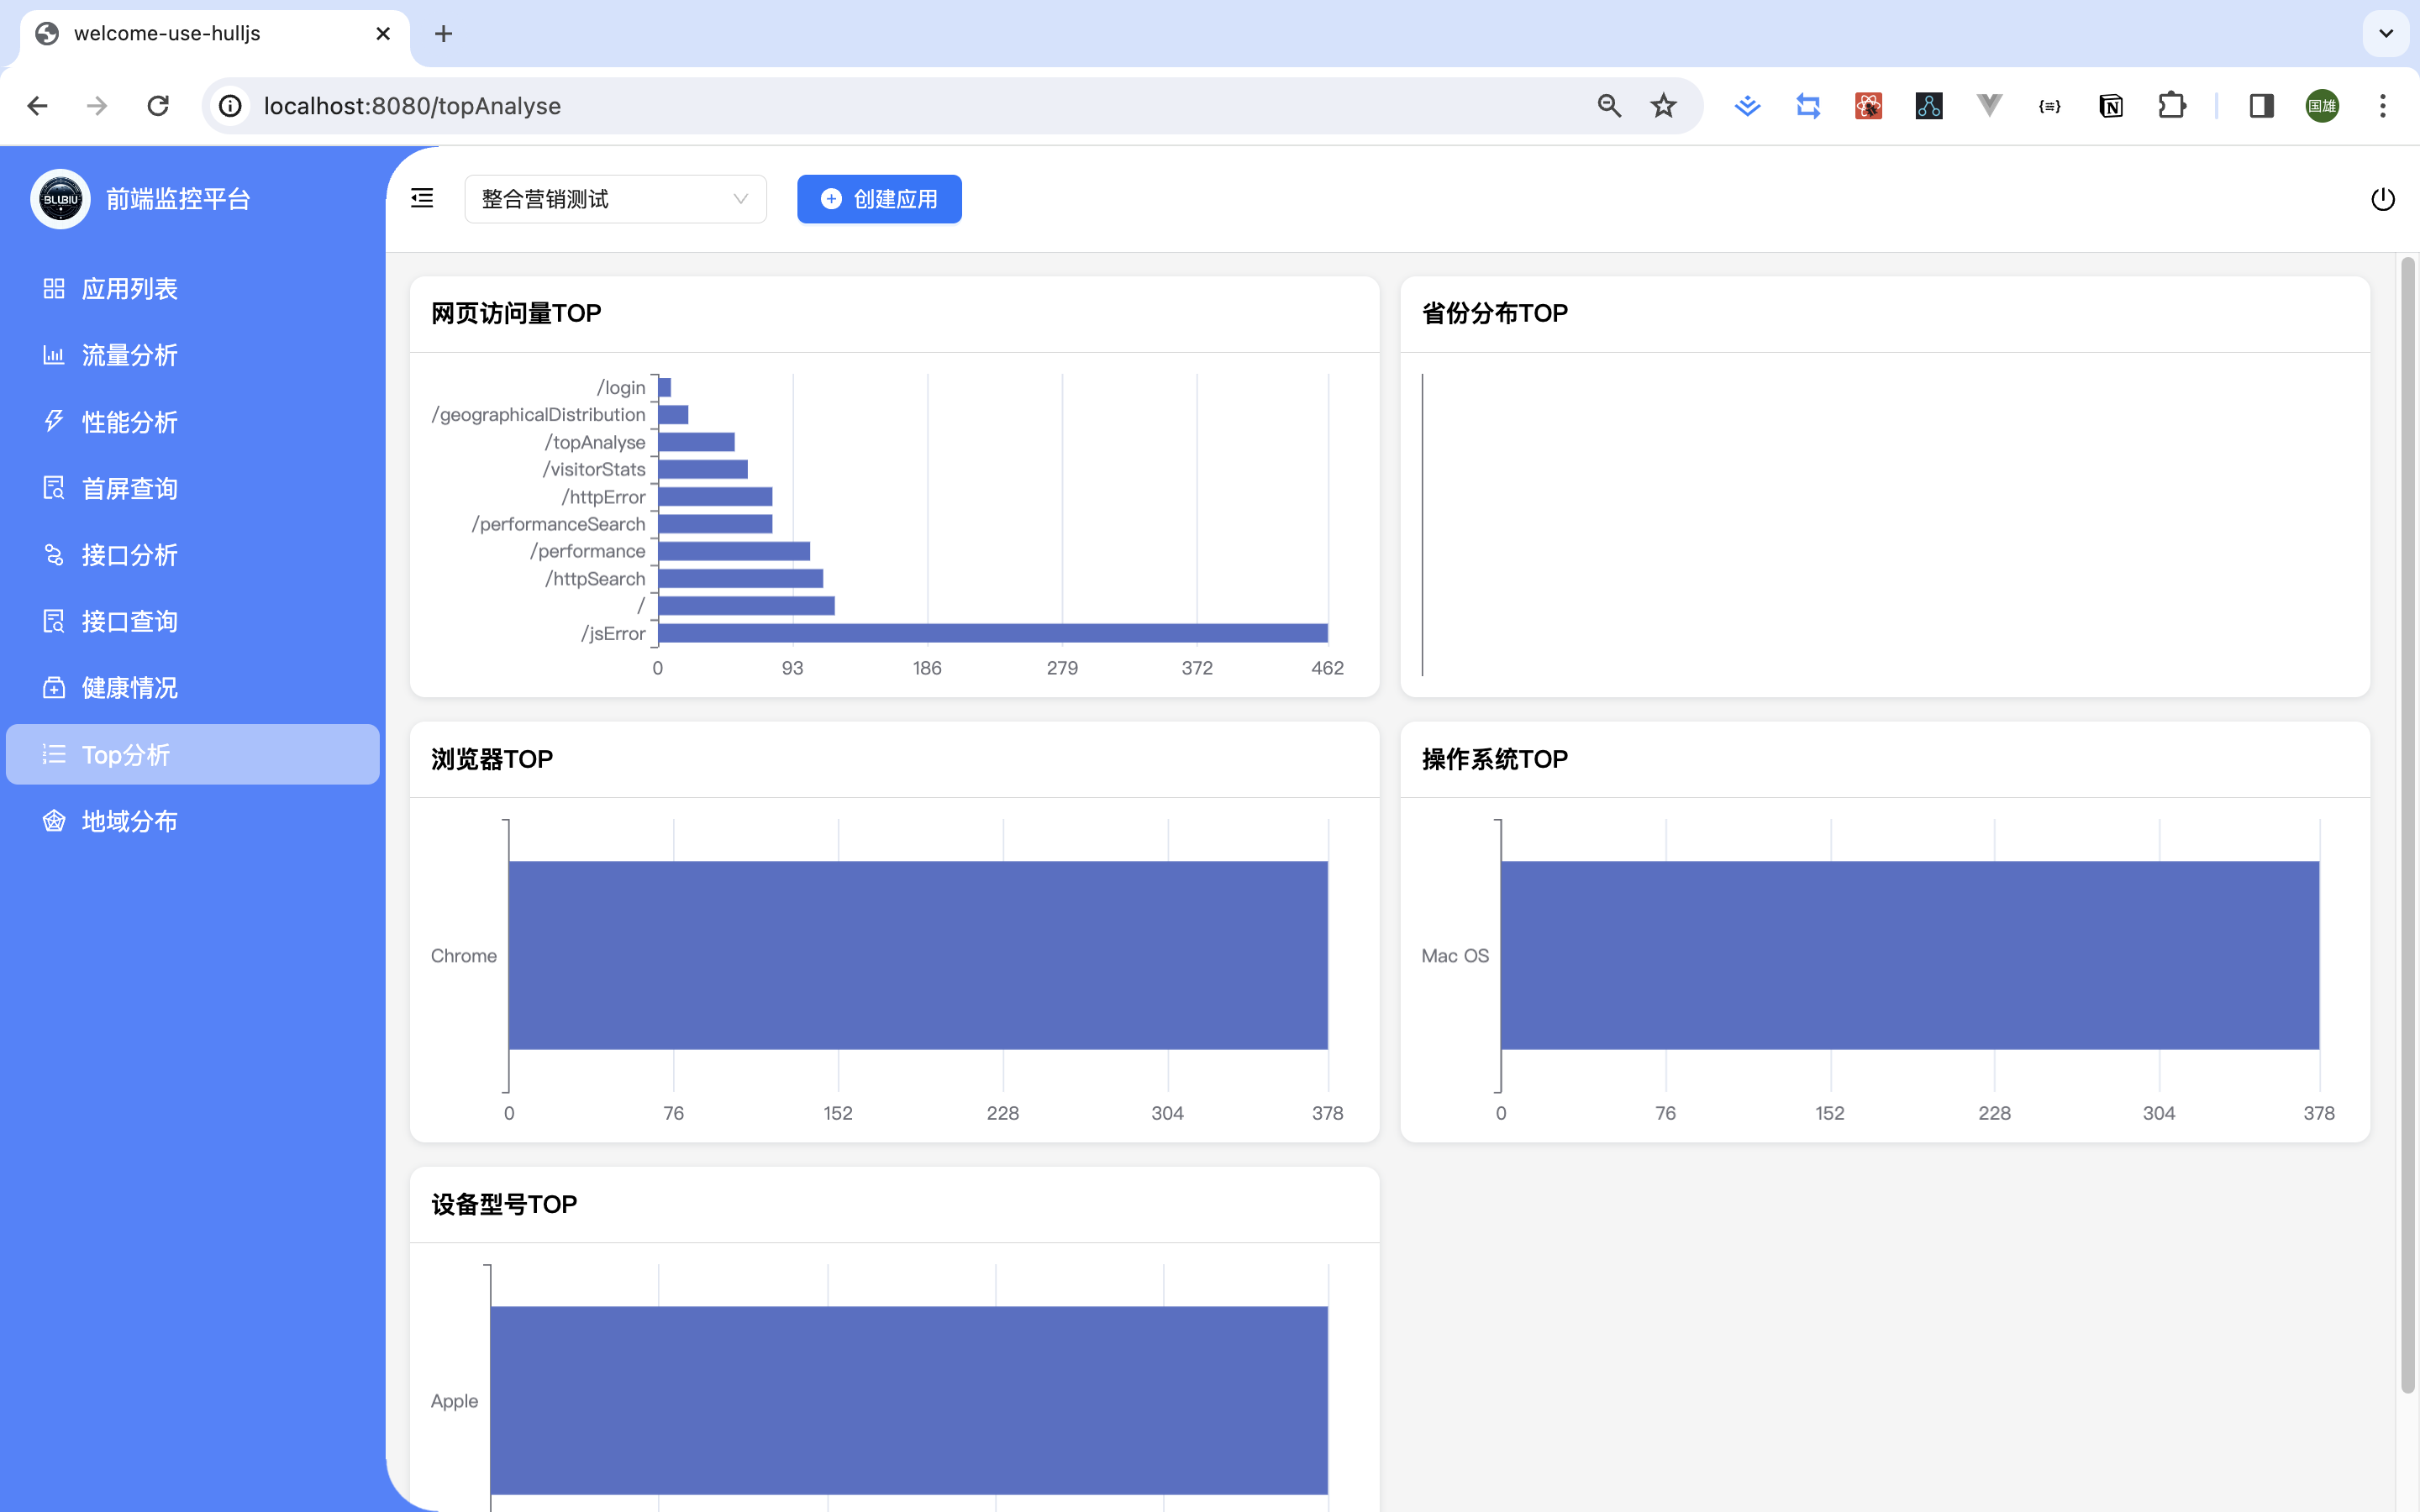 welcome-use-hulljs
localhost:8080/topAnalyse
国雄
BLUBIU
前端监控平台
整合营销测试
创建应用
应用列表
流量分析
性能分析
首屏查询
接口分析
接口查询
健康情况
Top分析
地域分布
网页访问量TOP
/login
/geographicalDistribution
/topAnalyse
/visitorStats
/httpError
/performanceSearch
/performance
/httpSearch
/
/jsError
0 93 186 279 372 462
省份分布TOP
浏览器TOP
Chrome
0 76 152 228 304 378
操作系统TOP
Mac OS
0 76 152 228 304 378
设备型号TOP
Apple